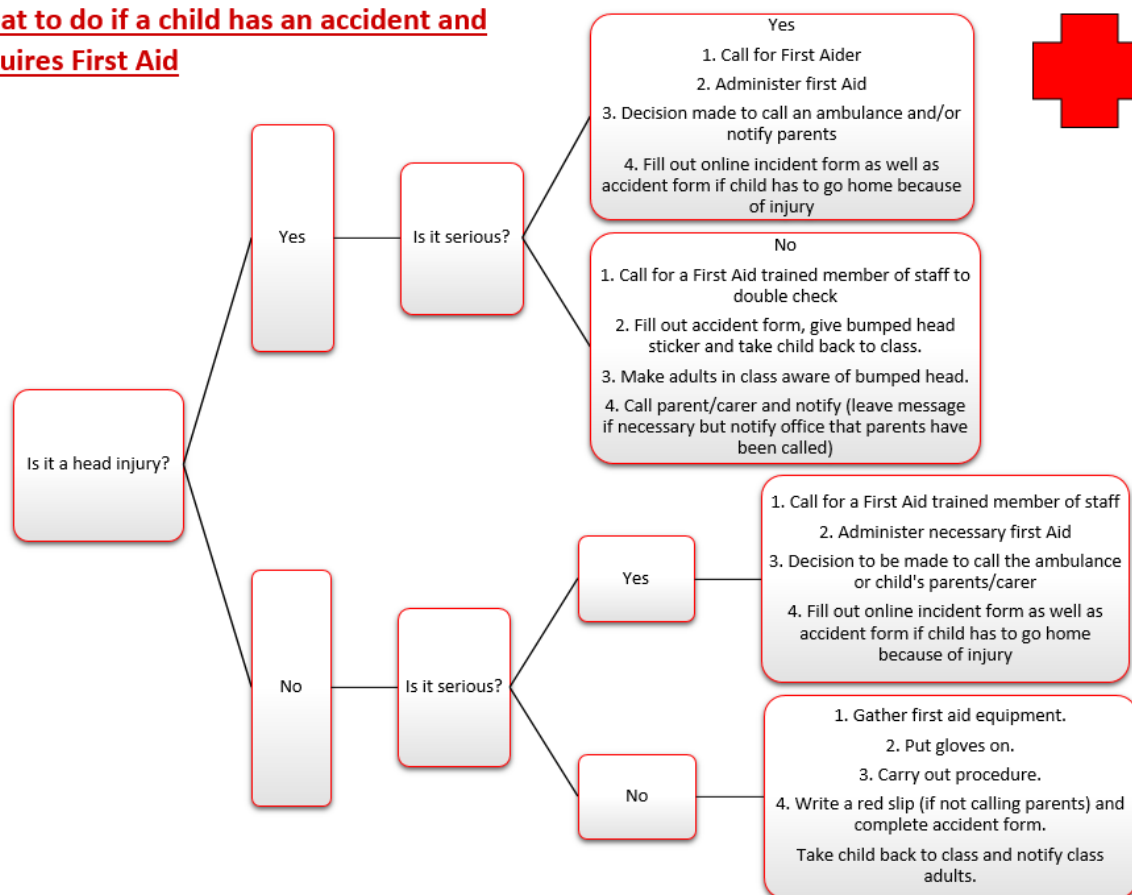 at to do if a child has an accident and
uires First Aid
Is it a head injury?
Yes
Is it serious?
Yes
1. Call for First Aider
2. Administer first Aid
3. Decision made to call an ambulance and/or
notify parents
4. Fill out online incident form as well as
accident form if child has to go home because
of injury
No
1. Call for a First Aid trained member of staff to
double check
2. Fill out accident form, give bumped head
sticker and take child back to class.
3. Make adults in class aware of bumped head.
4. Call parent/carer and notify (leave message
if necessary but notify office that parents have
been called)
No
Is it serious?
Yes
1. Call for a First Aid trained member of staff
2. Administer necessary first Aid
3. Decision to be made to call the ambulance
or child's parents/carer
4. Fill out online incident form as well as
accident form if child has to go home
because of injury
No
1. Gather first aid equipment.
2. Put gloves on.
3. Carry out procedure.
4. Write a red slip (if not calling parents) and
complete accident form.
Take child back to class and notify class
adults.